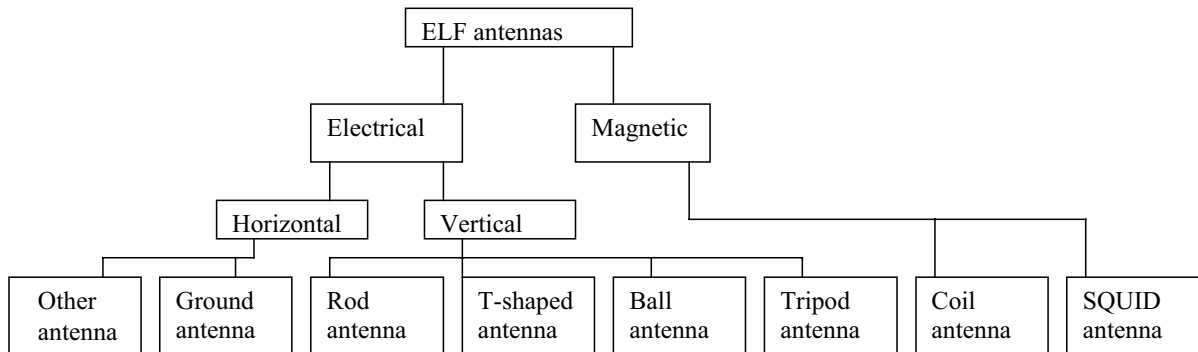 ELF antennas
Electrical
Magnetic
Horizontal
Vertical
Other
antenna
Ground
antenna
Rod
antenna
T-shaped
antenna
Ball
antenna
Tripod
antenna
Coil
antenna
SQUID
antenna